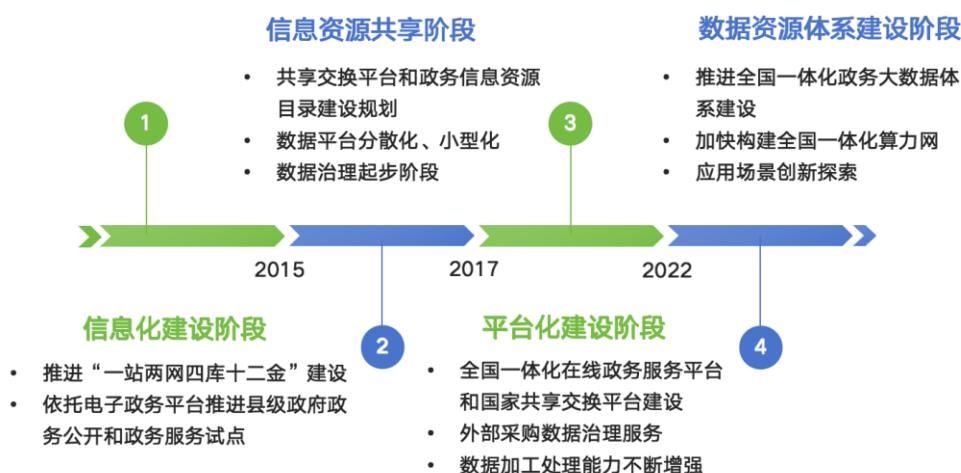 信息资源共享阶段
• 共享交换平台和政务信息资源
目录建设规划
• 数据平台分散化、小型化
• 数据治理起步阶段
数据资源体系建设阶段
• 推进全国一体化政务大数据体
系建设
• 加快构建全国一体化算力网
• 应用场景创新探索
1
3
2015
2017
2022
2
4
信息化建设阶段
• 推进“一站两网四库十二金”建设
• 依托电子政务平台推进县级政府政
务公开和政务服务试点
平台化建设阶段
• 全国一体化在线政务服务平台
和国家共享交换平台建设
• 外部采购数据治理服务
• 数据加工处理能力不断增强